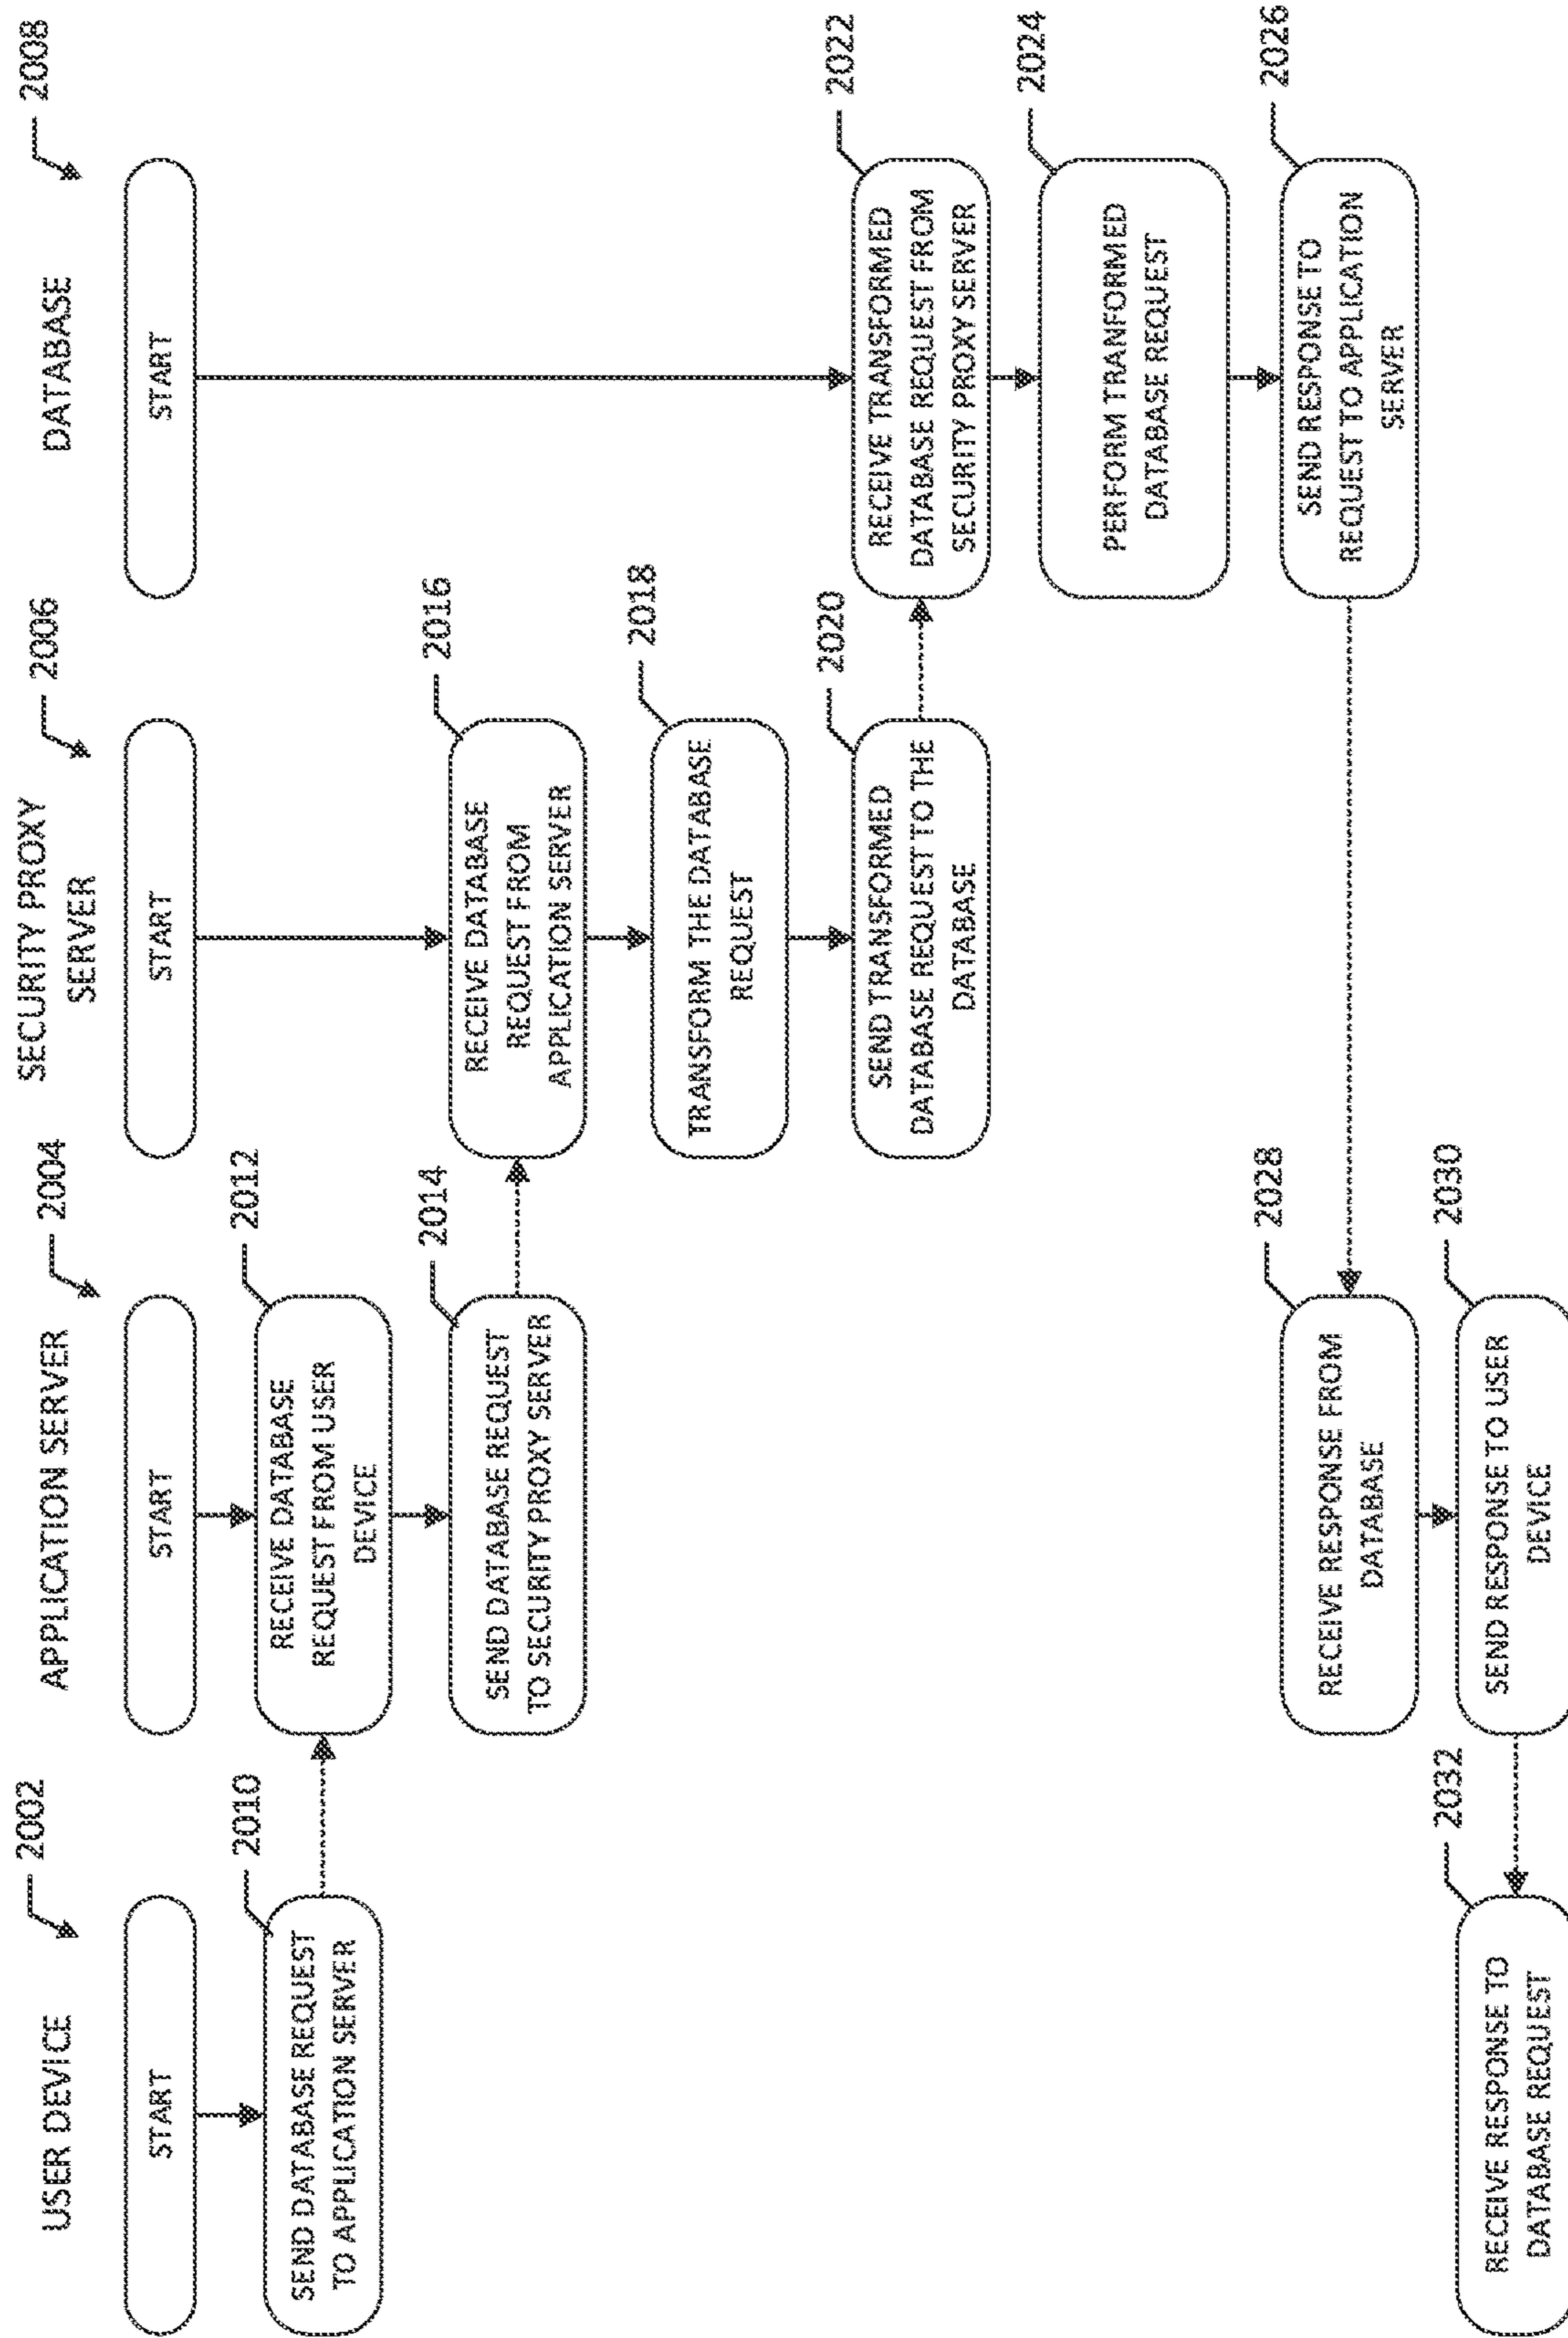 USER DEVICE
2002
START
SEND DATABASE REQUEST
TO APPLICATION SERVER
2010
RECEIVE RESPONSE TO
DATABASE REQUEST
2032
APPLICATION SERVER
2004
START
RECEIVE DATABASE
REQUEST FROM USER
DEVICE
2012
SEND DATABASE REQUEST
TO SECURITY PROXY SERVER
2014
RECEIVE RESPONSE FROM
DATABASE
2028
SEND RESPONSE TO USER
DEVICE
2030
SECURITY PROXY
SERVER
2006
START
RECEIVE DATABASE
REQUEST FROM
APPLICATION SERVER
2016
TRANSFORM THE DATABASE
REQUEST
2018
SEND TRANSFORMED
DATABASE REQUEST TO THE
DATABASE
2020
DATABASE
2008
START
RECEIVE TRANSFORMED
DATABASE REQUEST FROM
SECURITY PROXY SERVER
2022
PERFORM TRANFORMED
DATABASE REQUEST
2024
SEND RESPONSE TO
REQUEST TO APPLICATION
SERVER
2026